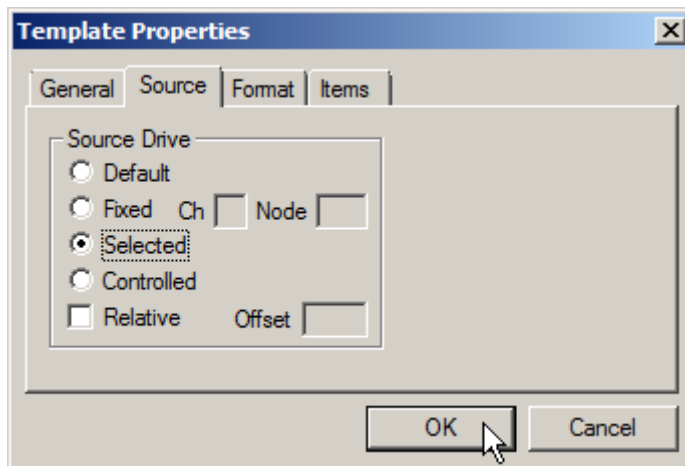 Template Properties
General Source Format Items
Source Drive
Default
Fixed Ch Node
Selected
Controlled
Relative Offset
OK Cancel